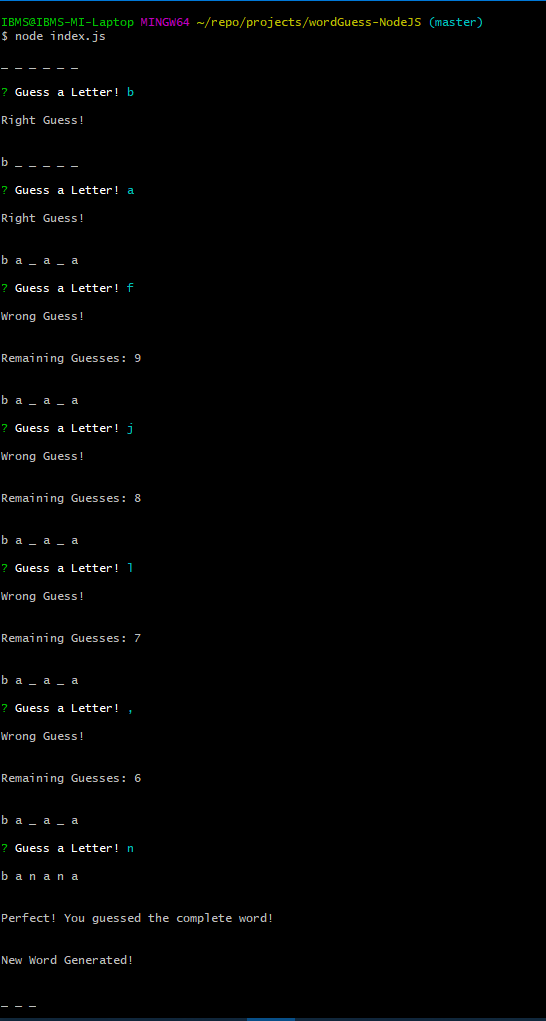 IBMS@IBMS-MI-Laptop MINGW64 ~/repo/projects/wordGuess-NodeJS (master)
$ node index.js
_ _ _ _ _ _
? Guess a Letter! b
Right Guess!
b _ _ _ _ _
? Guess a Letter! a
Right Guess!
b a _ a _ a
? Guess a Letter! f
Wrong Guess!
Remaining Guesses: 9
b a _ a _ a
? Guess a Letter! j
Wrong Guess!
Remaining Guesses: 8
b a _ a _ a
? Guess a Letter! l
Wrong Guess!
Remaining Guesses: 7
b a _ a _ a
? Guess a Letter! ,
Wrong Guess!
Remaining Guesses: 6
b a _ a _ a
? Guess a Letter! n
b a n a n a
Perfect! You guessed the complete word!
New Word Generated!
_ _ _